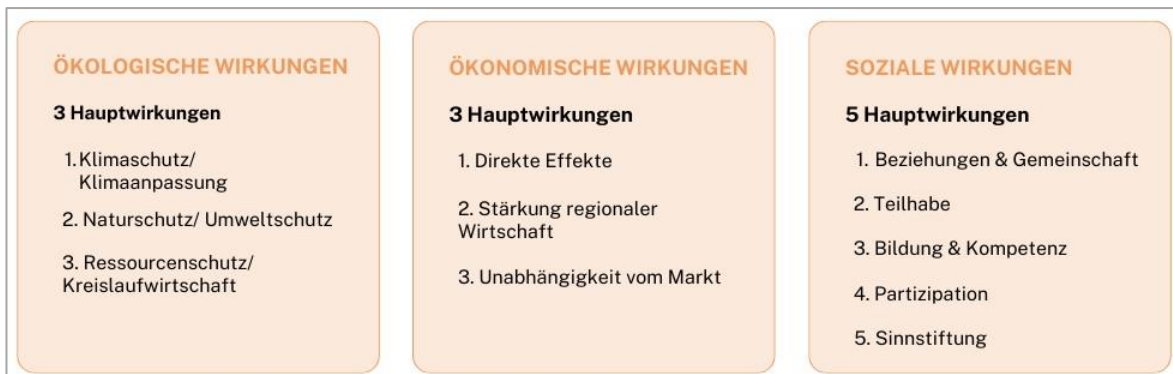 ÖKOLOGISCHE WIRKUNGEN
3 Hauptwirkungen
1. Klimaschutz/
Klimaanpassung
2. Naturschutz/ Umweltschutz
3. Ressourcenschutz/
Kreislaufwirtschaft
ÖKONOMISCHE WIRKUNGEN
3 Hauptwirkungen
1. Direkte Effekte
2. Stärkung regionaler
Wirtschaft
3. Unabhängigkeit vom Markt
SOZIALE WIRKUNGEN
5 Hauptwirkungen
1. Beziehungen & Gemeinschaft
2. Teilhabe
3. Bildung & Kompetenz
4. Partizipation
5. Sinnstiftung